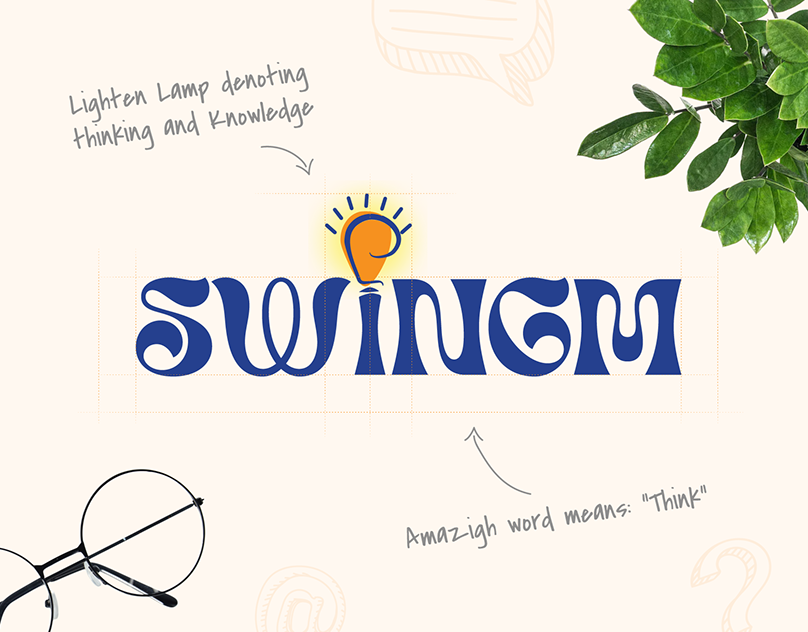 Lighten Lamp denoting
thinking and Knowledge
SWiNGM
Amazigh word means: "Think"
@
?